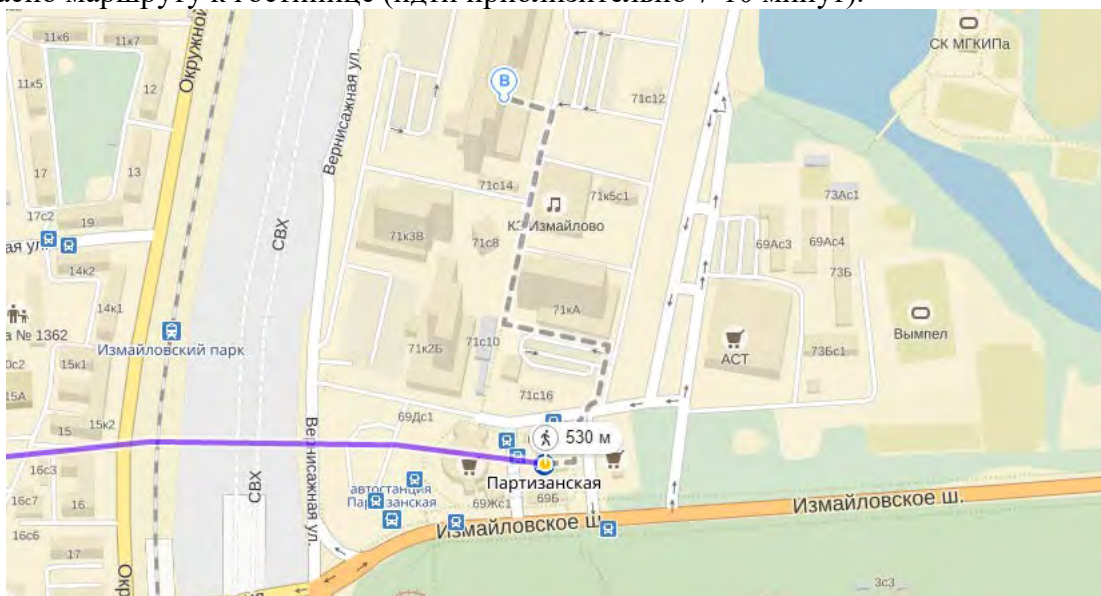 асно маршруту к гостинице (идти приблизительно 7-10 минут).
11к6
11к7
СК МГКИПа
Окружной
11к5
12
B
71с12
Вернисажная ул.
17
13
71с14
71к5с1
73Ас1
17с2
19
КЗ Измайлово
СВХ
71к3В
71с8
69Ас3
69Ас4
ая ул.
73Б
14к2
14к1
71кА
а № 1362
Измайловский парк
71к2Б
71с10
АСТ
73Бс1
Вымпел
0с2
15к1
15А
71с16
15
15к2
69Дс1
530 м
Вернисажная ул.
16с3
СВХ
автостанция
Партизанская
Партизанская
16с7
16
69Жс1
69Б
Измайловское ш.
Измайловское ш.
16с6
17
Окр
3с3